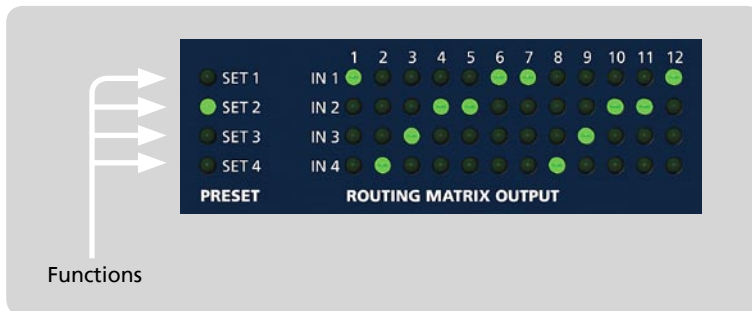 1 2 3 4 5 6 7 8 9 10 11 12
SET 1 IN 1
SET 2 IN 2
SET 3 IN 3
SET 4 IN 4
PRESET ROUTING MATRIX OUTPUT
Functions